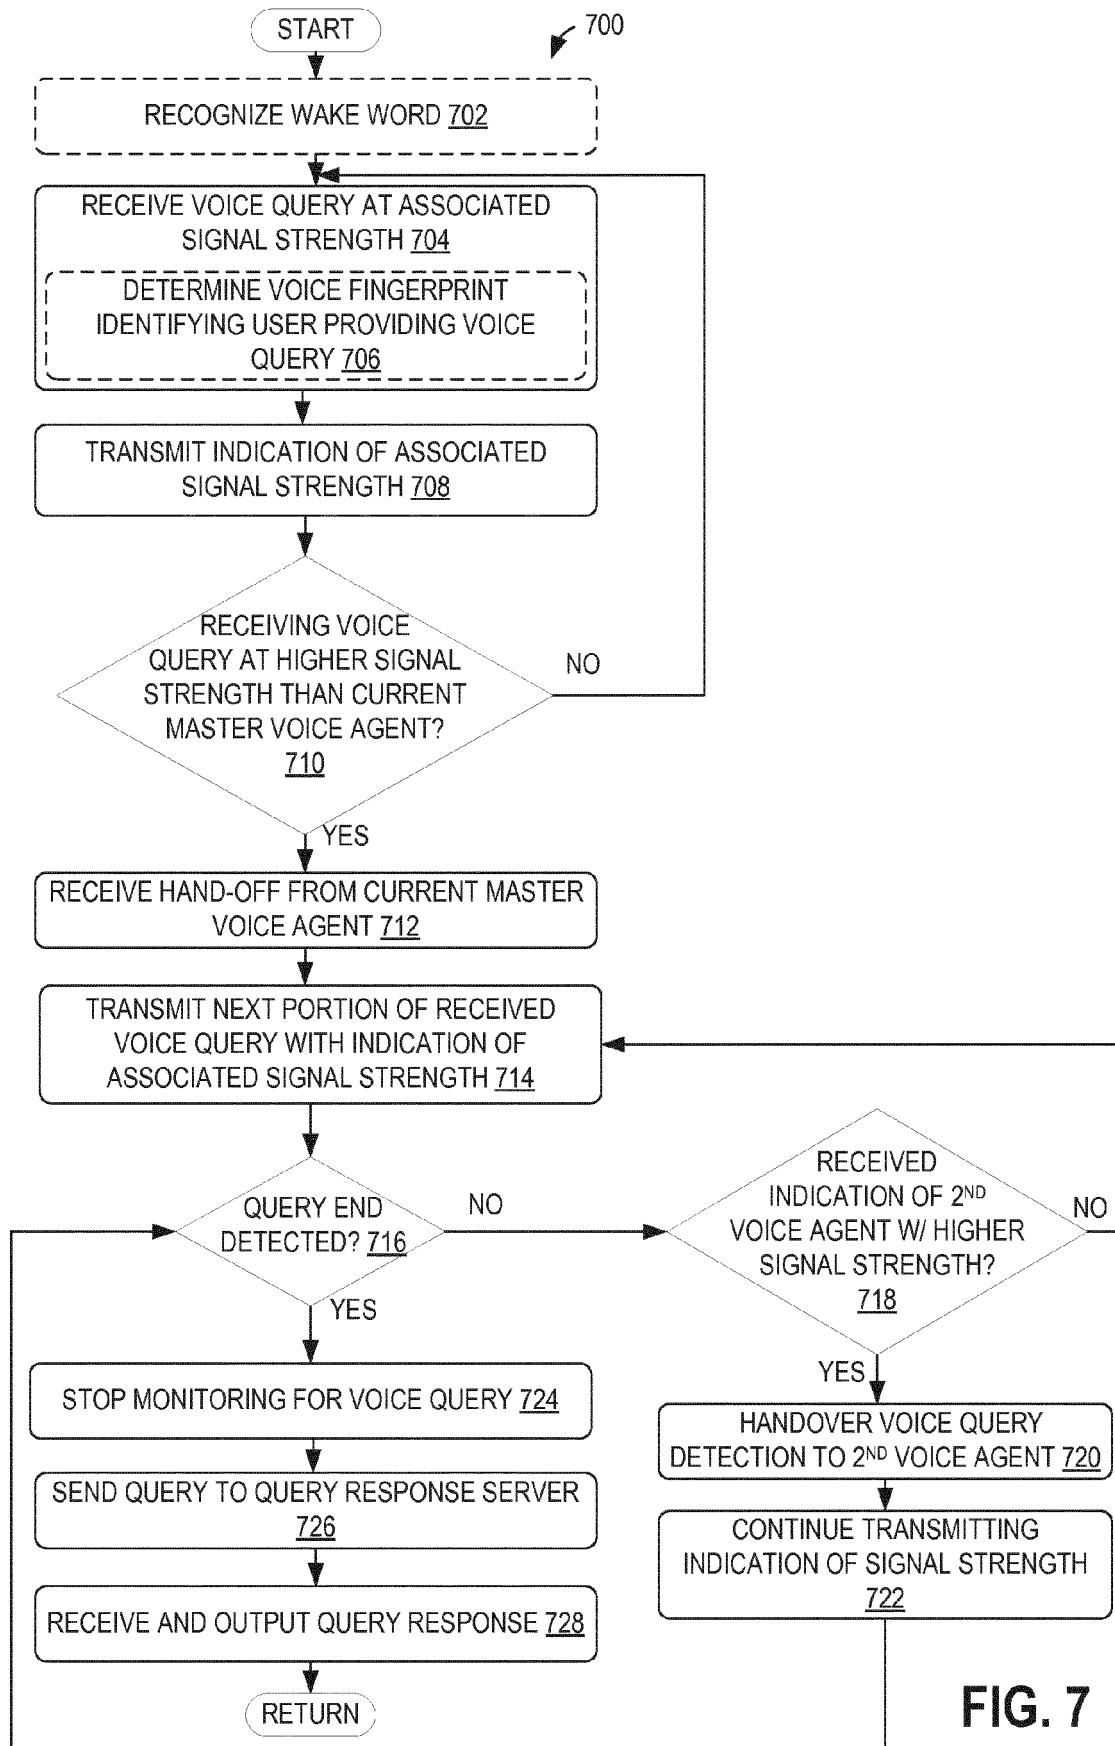 START
700
RECOGNIZE WAKE WORD 702
RECEIVE VOICE QUERY AT ASSOCIATED
SIGNAL STRENGTH 704
DETERMINE VOICE FINGERPRINT
IDENTIFYING USER PROVIDING VOICE
QUERY 706
TRANSMIT INDICATION OF ASSOCIATED
SIGNAL STRENGTH 708
RECEIVING VOICE
QUERY AT HIGHER SIGNAL
STRENGTH THAN CURRENT
MASTER VOICE AGENT?
710
NO
YES
RECEIVE HAND-OFF FROM CURRENT MASTER
VOICE AGENT 712
TRANSMIT NEXT PORTION OF RECEIVED
VOICE QUERY WITH INDICATION OF
ASSOCIATED SIGNAL STRENGTH 714
QUERY END
DETECTED? 716
NO
YES
RECEIVED
INDICATION OF 2ND
VOICE AGENT W/ HIGHER
SIGNAL STRENGTH?
718
NO
YES
STOP MONITORING FOR VOICE QUERY 724
SEND QUERY TO QUERY RESPONSE SERVER
726
RECEIVE AND OUTPUT QUERY RESPONSE 728
RETURN
HANDOVER VOICE QUERY
DETECTION TO 2ND VOICE AGENT 720
CONTINUE TRANSMITTING
INDICATION OF SIGNAL STRENGTH
722
FIG. 7